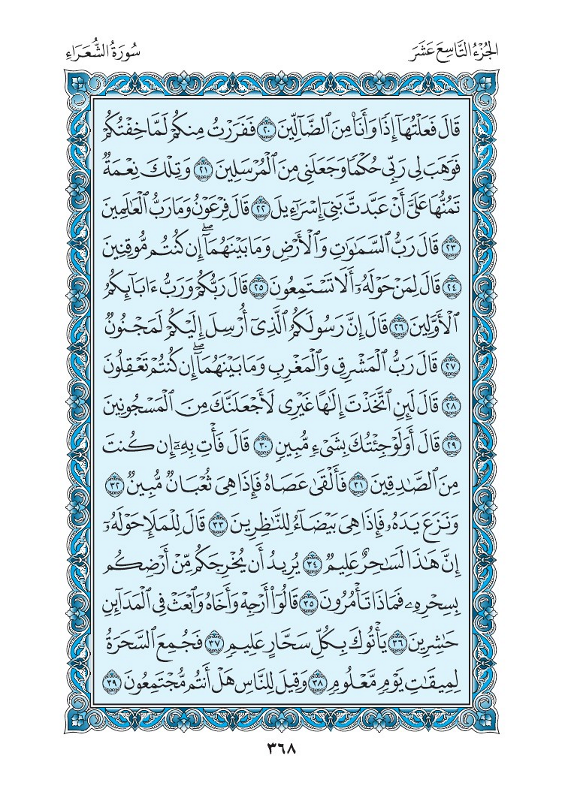 الجُزْءُ التَّاسِعَ عَشَرَ
سُورَةُ الشُّعَرَاءِ
قَالَ فَعَلْتُهَآ إِذًا وَأَنَا۠ مِنَ ٱلضَّآلِّينَ ٢٠ فَفَرَرْتُ مِنكُمْ لَمَّا خِفْتُكُمْ
فَوَهَبَ لِى رَبِّى حُكْمًا وَجَعَلَنِى مِنَ ٱلْمُرْسَلِينَ ٢١ وَتِلْكَ نِعْمَةٌ
تَمُنُّهَا عَلَىَّ أَنْ عَبَّدتَّ بَنِىٓ إِسْرَٰٓءِيلَ ٢٢ قَالَ فِرْعَوْنُ وَمَا رَبُّ ٱلْعَٰلَمِينَ
٢٣ قَالَ رَبُّ ٱلسَّمَٰوَٰتِ وَٱلْأَرْضِ وَمَا بَيْنَهُمَآ ۖ إِن كُنتُم مُّوقِنِينَ
٢٤ قَالَ لِمَنْ حَوْلَهُۥٓ أَلَا تَسْتَمِعُونَ ٢٥ قَالَ رَبُّكُمْ وَرَبُّ ءَابَآئِكُمُ
ٱلْأَوَّلِينَ ٢٦ قَالَ إِنَّ رَسُولَكُمُ ٱلَّذِىٓ أُرْسِلَ إِلَيْكُمْ لَمَجْنُونٌ
٢٧ قَالَ رَبُّ ٱلْمَشْرِقِ وَٱلْمَغْرِبِ وَمَا بَيْنَهُمَآ ۖ إِن كُنتُمْ تَعْقِلُونَ
٢٨ قَالَ لَئِنِ ٱتَّخَذْتَ إِلَٰهًا غَيْرِى لَأَجْعَلَنَّكَ مِنَ ٱلْمَسْجُونِينَ
٢٩ قَالَ أَوَلَوْ جِئْتُكَ بِشَىْءٍ مُّبِينٍ ٣٠ قَالَ فَأْتِ بِهِۦٓ إِن كُنتَ
مِنَ ٱلصَّٰدِقِينَ ٣١ فَأَلْقَىٰ عَصَاهُ فَإِذَا هِىَ ثُعْبَانٌ مُّبِينٌ ٣٢
وَنَزَعَ يَدَهُۥ فَإِذَا هِىَ بَيْضَآءُ لِلنَّٰظِرِينَ ٣٣ قَالَ لِلْمَلَإِ حَوْلَهُۥٓ
إِنَّ هَٰذَا لَسَٰحِرٌ عَلِيمٌ ٣٤ يُرِيدُ أَن يُخْرِجَكُم مِّنْ أَرْضِكُم
بِسِحْرِهِۦ فَمَاذَا تَأْمُرُونَ ٣٥ قَالُوٓا۟ أَرْجِهْ وَأَخَاهُ وَٱبْعَثْ فِى ٱلْمَدَآئِنِ
حَٰشِرِينَ ٣٦ يَأْتُوكَ بِكُلِّ سَحَّارٍ عَلِيمٍ ٣٧ فَجُمِعَ ٱلسَّحَرَةُ
لِمِيقَٰتِ يَوْمٍ مَّعْلُومٍ ٣٨ وَقِيلَ لِلنَّاسِ هَلْ أَنتُم مُّجْتَمِعُونَ ٣٩
٣٦٨